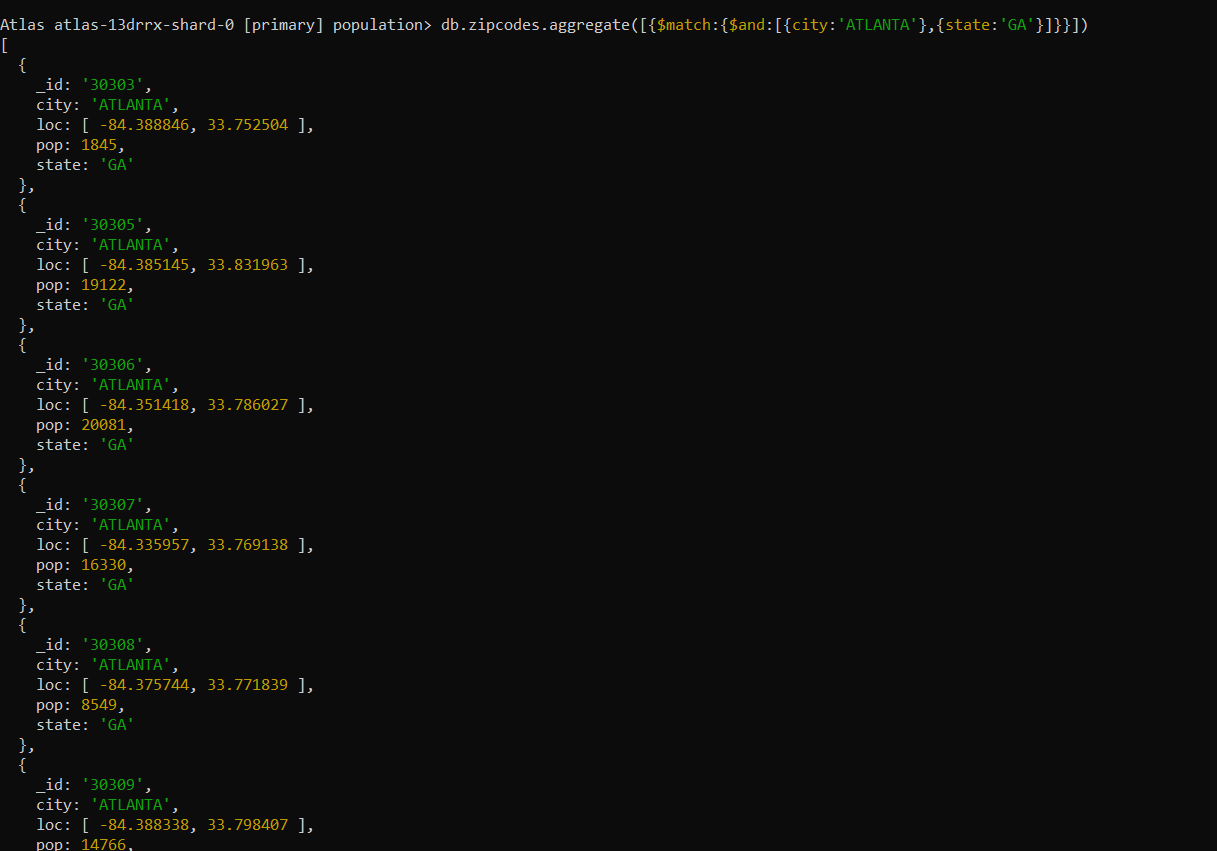 Atlas atlas-13drrx-shard-0 [primary] population> db.zipcodes.aggregate([{$match:{$and:[{city:'ATLANTA'},{state:'GA'}]}}])
[
  {
    _id: '30303',
    city: 'ATLANTA',
    loc: [ -84.388846, 33.752504 ],
    pop: 1845,
    state: 'GA'
  },
  {
    _id: '30305',
    city: 'ATLANTA',
    loc: [ -84.385145, 33.831963 ],
    pop: 19122,
    state: 'GA'
  },
  {
    _id: '30306',
    city: 'ATLANTA',
    loc: [ -84.351418, 33.786027 ],
    pop: 20081,
    state: 'GA'
  },
  {
    _id: '30307',
    city: 'ATLANTA',
    loc: [ -84.335957, 33.769138 ],
    pop: 16330,
    state: 'GA'
  },
  {
    _id: '30308',
    city: 'ATLANTA',
    loc: [ -84.375744, 33.771839 ],
    pop: 8549,
    state: 'GA'
  },
  {
    _id: '30309',
    city: 'ATLANTA',
    loc: [ -84.388338, 33.798407 ],
    pop: 14766,